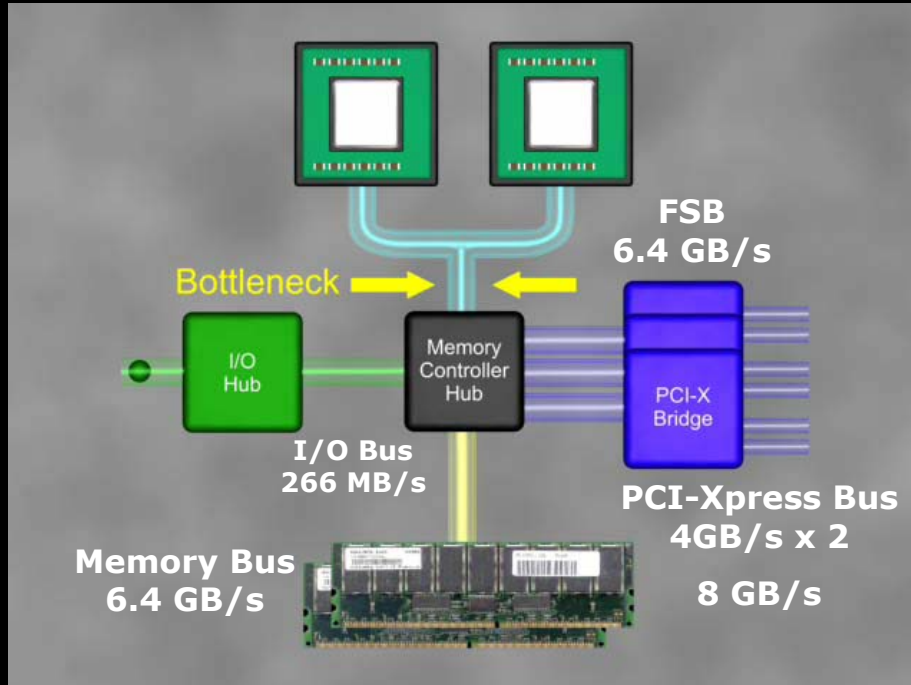 FSB
6.4 GB/s
Bottleneck
I/O
Hub
Memory
Controller
Hub
PCI-X
Bridge
I/O Bus
266 MB/s
PCI-Xpress Bus
4GB/s x 2
8 GB/s
Memory Bus
6.4 GB/s